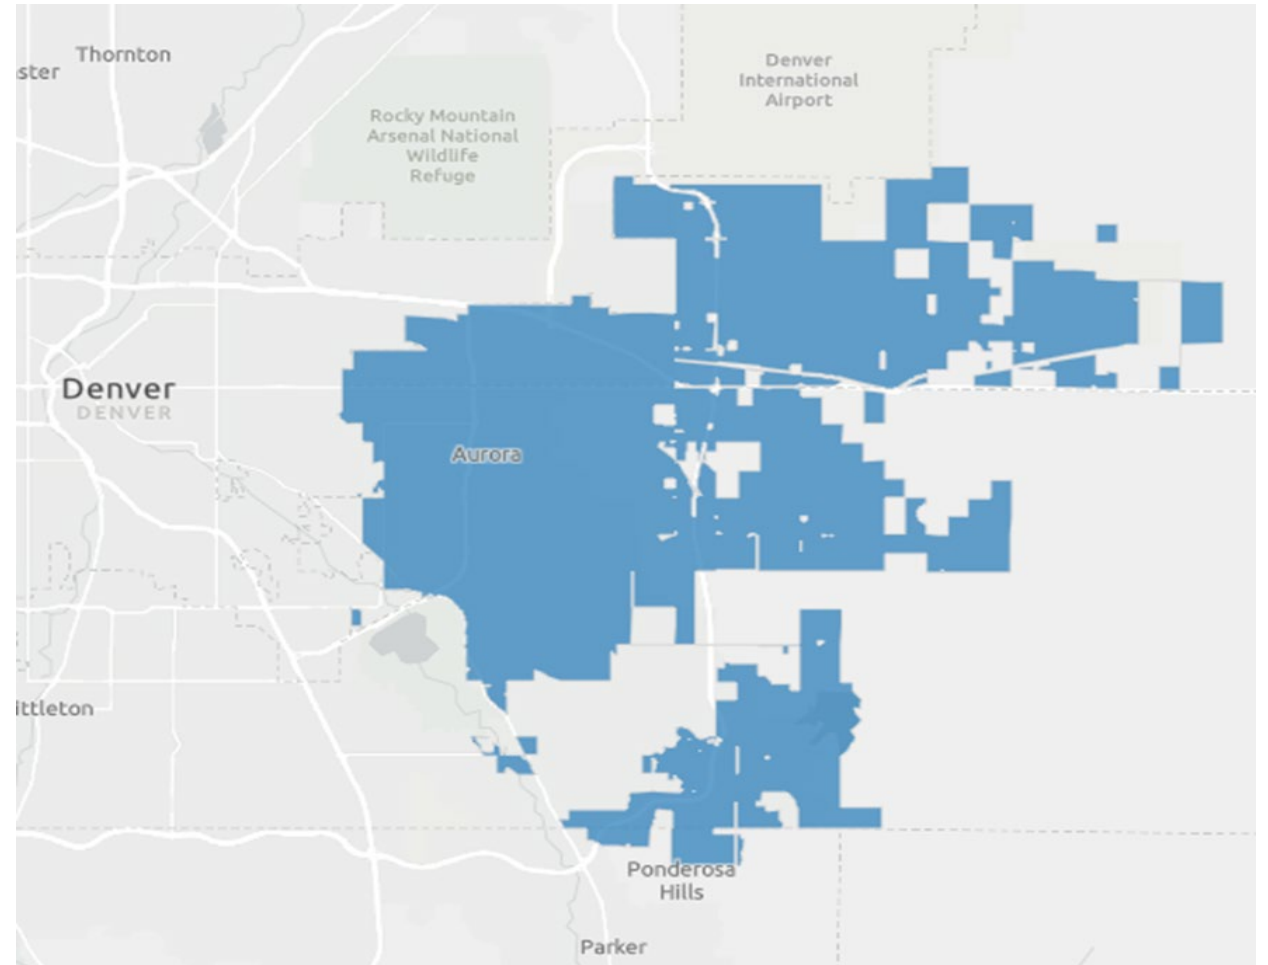 Thornton
ster
Denver
International
Airport
Rocky Mountain
Arsenal National
Wildlife
Refuge
Denver
DENVER
Aurora
ittleton
Ponderosa
Hills
Parker